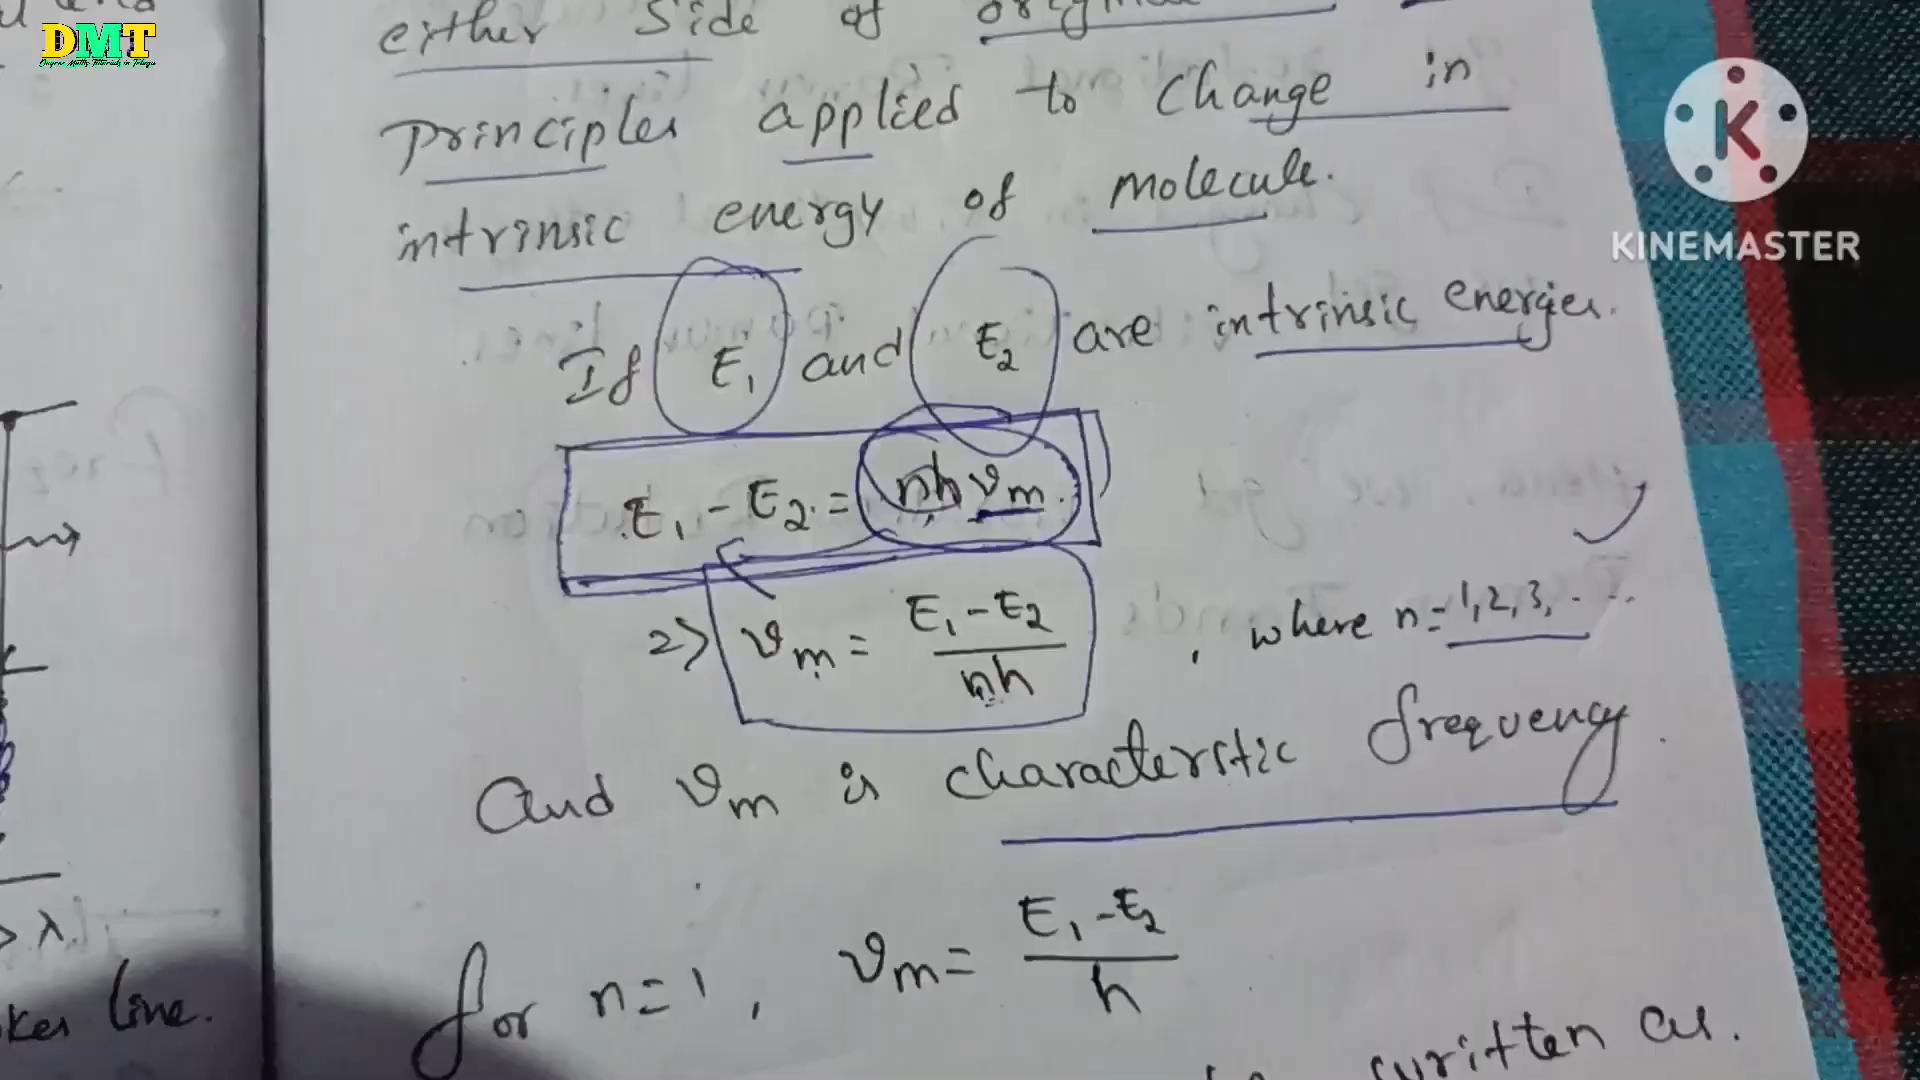 DMT
either side of
principles applied to change in
intrinsic energy of molecule.
KINEMASTER
If E₁ and E₂ are intrinsic energies.
E₁ - E₂ = nhνm.
=> νm = E₁ - E₂ / nh , where n = 1,2,3, . . .
and νm is characterstic frequency.
for n=1, νm = E₁ - E₂ / h
> λ
line.
written as.